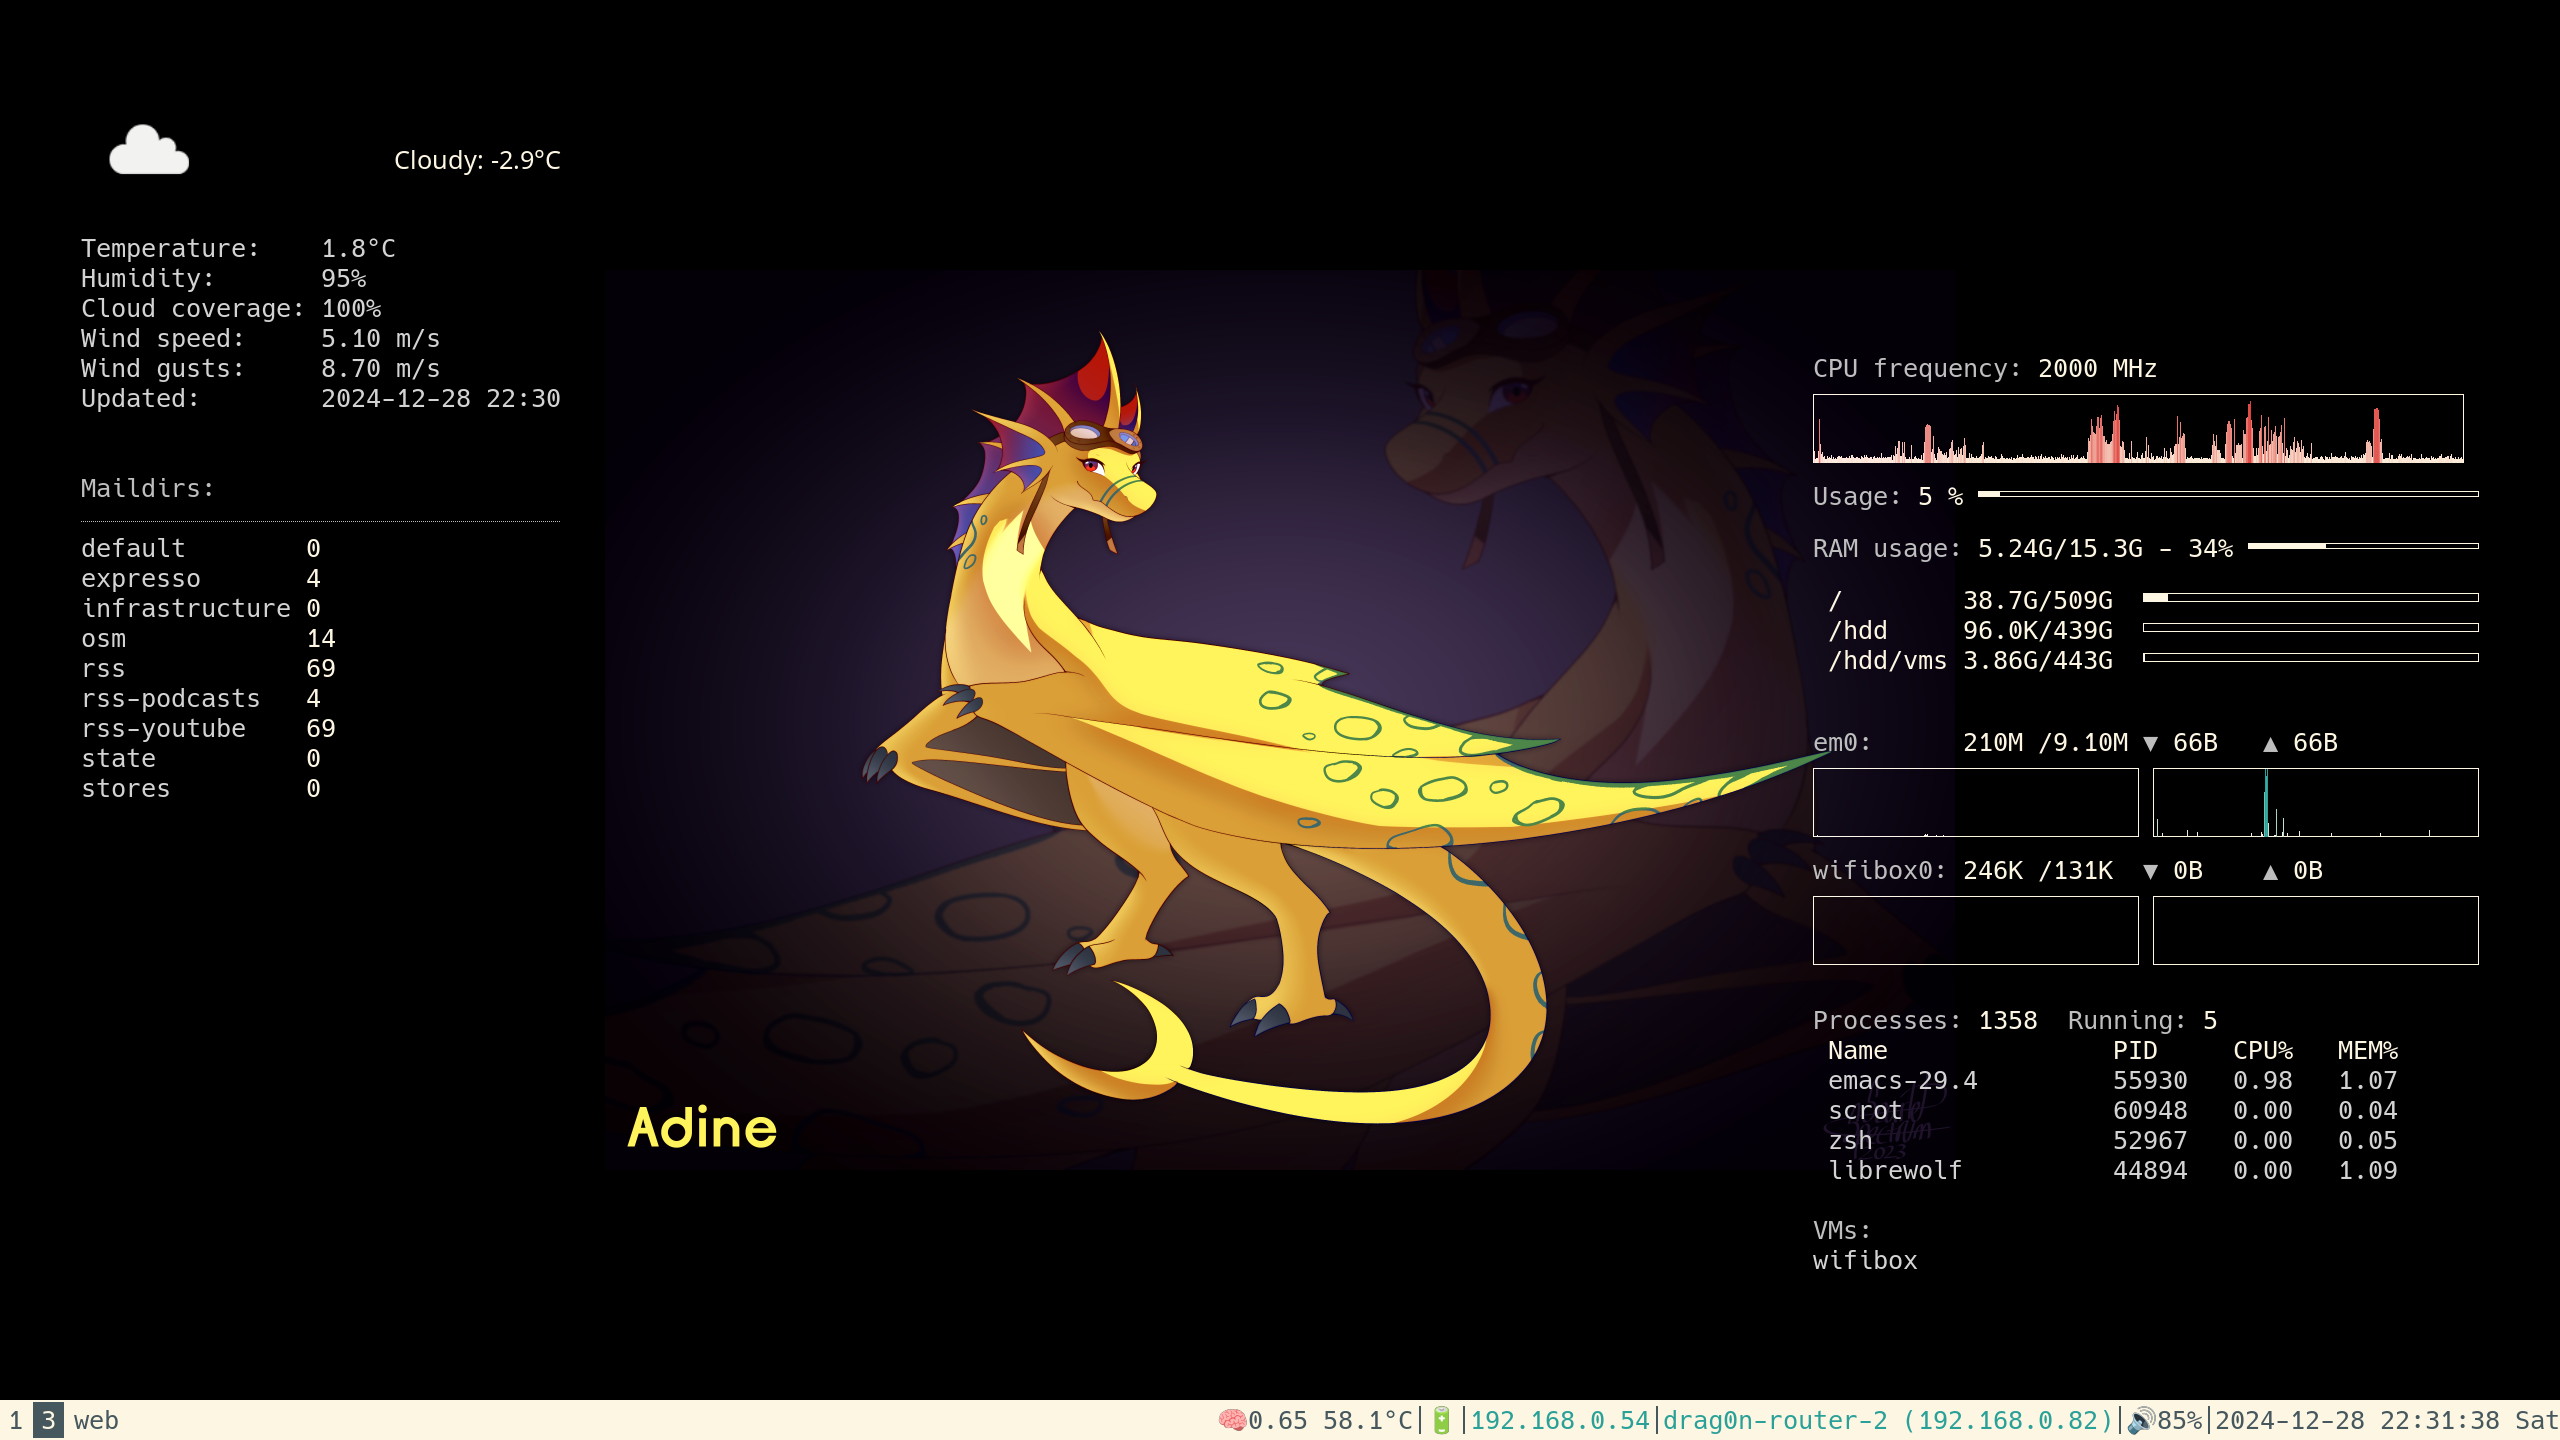 Cloudy: -2.9°C
Temperature: 1.8°C
Humidity: 95%
Cloud coverage: 100%
Wind speed: 5.10 m/s
Wind gusts: 8.70 m/s
Updated: 2024-12-28 22:30
Maildirs:
default 0
expresso 4
infrastructure 0
osm 14
rss 69
rss-podcasts 4
rss-youtube 69
state 0
stores 0
Adine
CPU frequency: 2000 MHz
Usage: 5 %
RAM usage: 5.24G/15.3G - 34%
/ 38.7G/509G
/hdd 96.0K/439G
/hdd/vms 3.86G/443G
em0: 210M /9.10M ▼ 66B ▲ 66B
wifibox0: 246K /131K ▼ 0B ▲ 0B
Processes: 1358 Running: 5
Name PID CPU% MEM%
emacs-29.4 55930 0.98 1.07
scrot 60948 0.00 0.04
zsh 52967 0.00 0.05
librewolf 44894 0.00 1.09
2023
VMs:
wifibox
1 3 web 🧠0.65 58.1°C|🔋|192.168.0.54|drag0n-router-2 (192.168.0.82)|🔊85%|2024-12-28 22:31:38 Sat